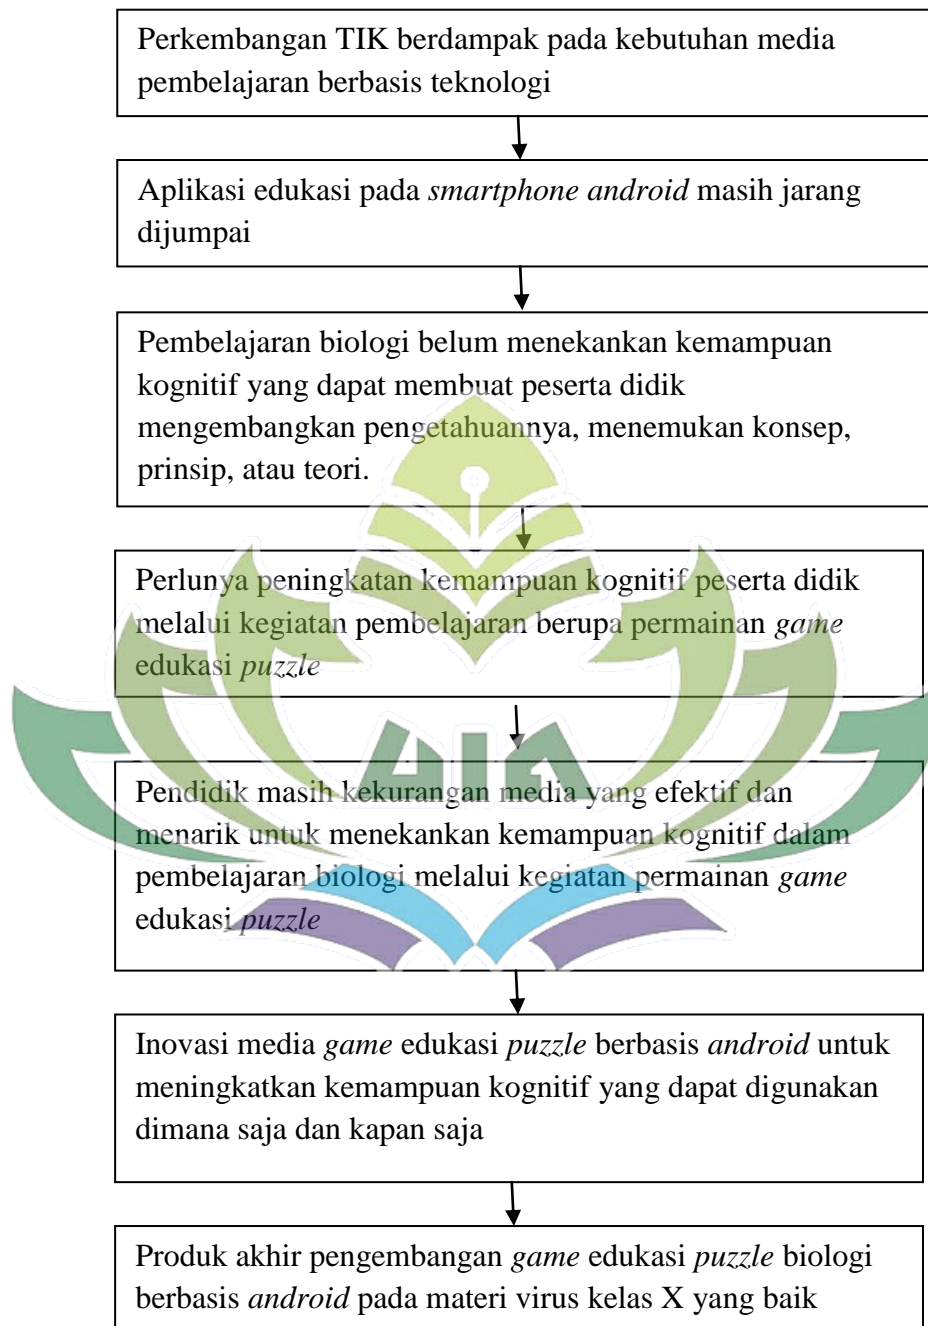 Perkembangan TIK berdampak pada kebutuhan media
pembelajaran berbasis teknologi
Aplikasi edukasi pada smartphone android masih jarang
dijumpai
Pembelajaran biologi belum menekankan kemampuan
kognitif yang dapat membuat peserta didik
mengembangkan pengetahuannya, menemukan konsep,
prinsip, atau teori.
Perlunya peningkatan kemampuan kognitif peserta didik
melalui kegiatan pembelajaran berupa permainan game
edukasi puzzle
Pendidik masih kekurangan media yang efektif dan
menarik untuk menekankan kemampuan kognitif dalam
pembelajaran biologi melalui kegiatan permainan game
edukasi puzzle
Inovasi media game edukasi puzzle berbasis android untuk
meningkatkan kemampuan kognitif yang dapat digunakan
dimana saja dan kapan saja
Produk akhir pengembangan game edukasi puzzle biologi
berbasis android pada materi virus kelas X yang baik